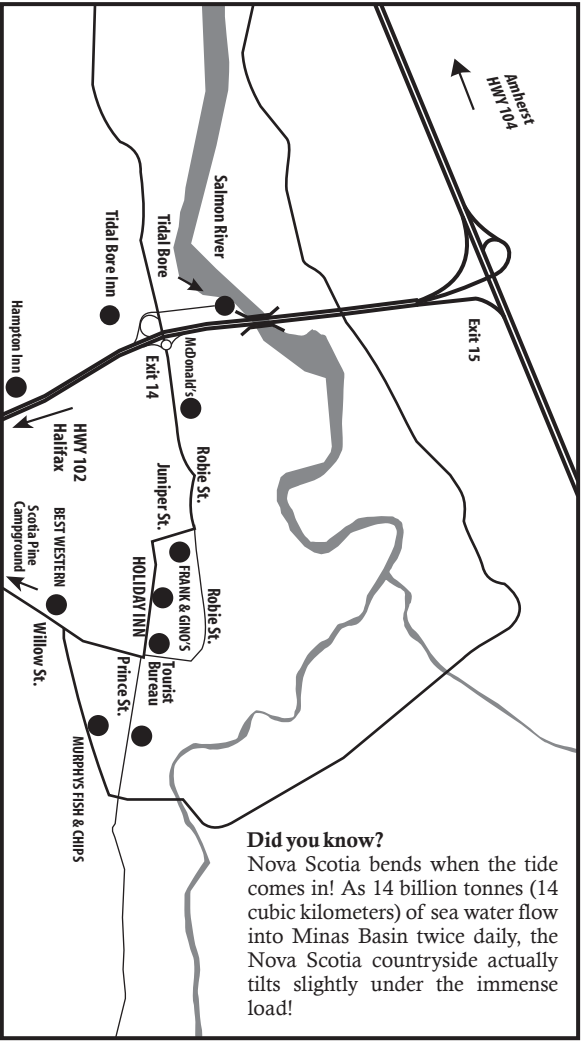 Amherst
HWY 104
Exit 15
Salmon River
Tidal Bore
Tidal Bore Inn
Hampton Inn
McDonald's
Exit 14
HWY 102
Halifax
Robie St.
Juniper St.
FRANK & GINO'S
HOLIDAY INN
Robie St.
BEST WESTERN
Scotia Pine
Campground
Willow St.
Tourist
Bureau
Prince St.
MURPHYS FISH & CHIPS
Did you know?
Nova Scotia bends when the tide
comes in! As 14 billion tonnes (14
cubic kilometers) of sea water flow
into Minas Basin twice daily, the
Nova Scotia countryside actually
tilts slightly under the immense
load!